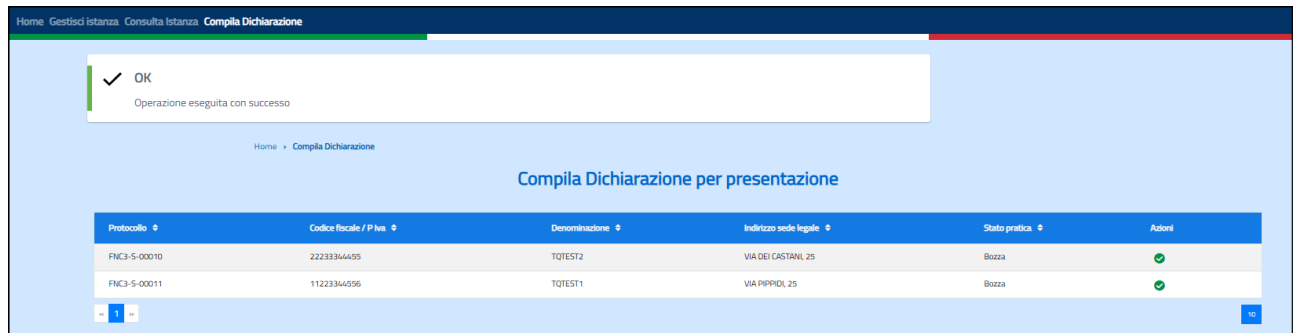 Home Gestisci istanza Consulta Istanza Compila Dichiarazione
OK
Operazione eseguita con successo
Home › Compila Dichiarazione
Compila Dichiarazione per presentazione
Protocollo Codice fiscale / P Iva Denominazione Indirizzo sede legale Stato pratica Azioni
FNC3-S-00010 22233344455 TQTEST2 VIA DEI CASTANI, 25 Bozza
FNC3-S-00011 11223344556 TQTEST1 VIA PIPPIDI, 25 Bozza
« 1 » 10